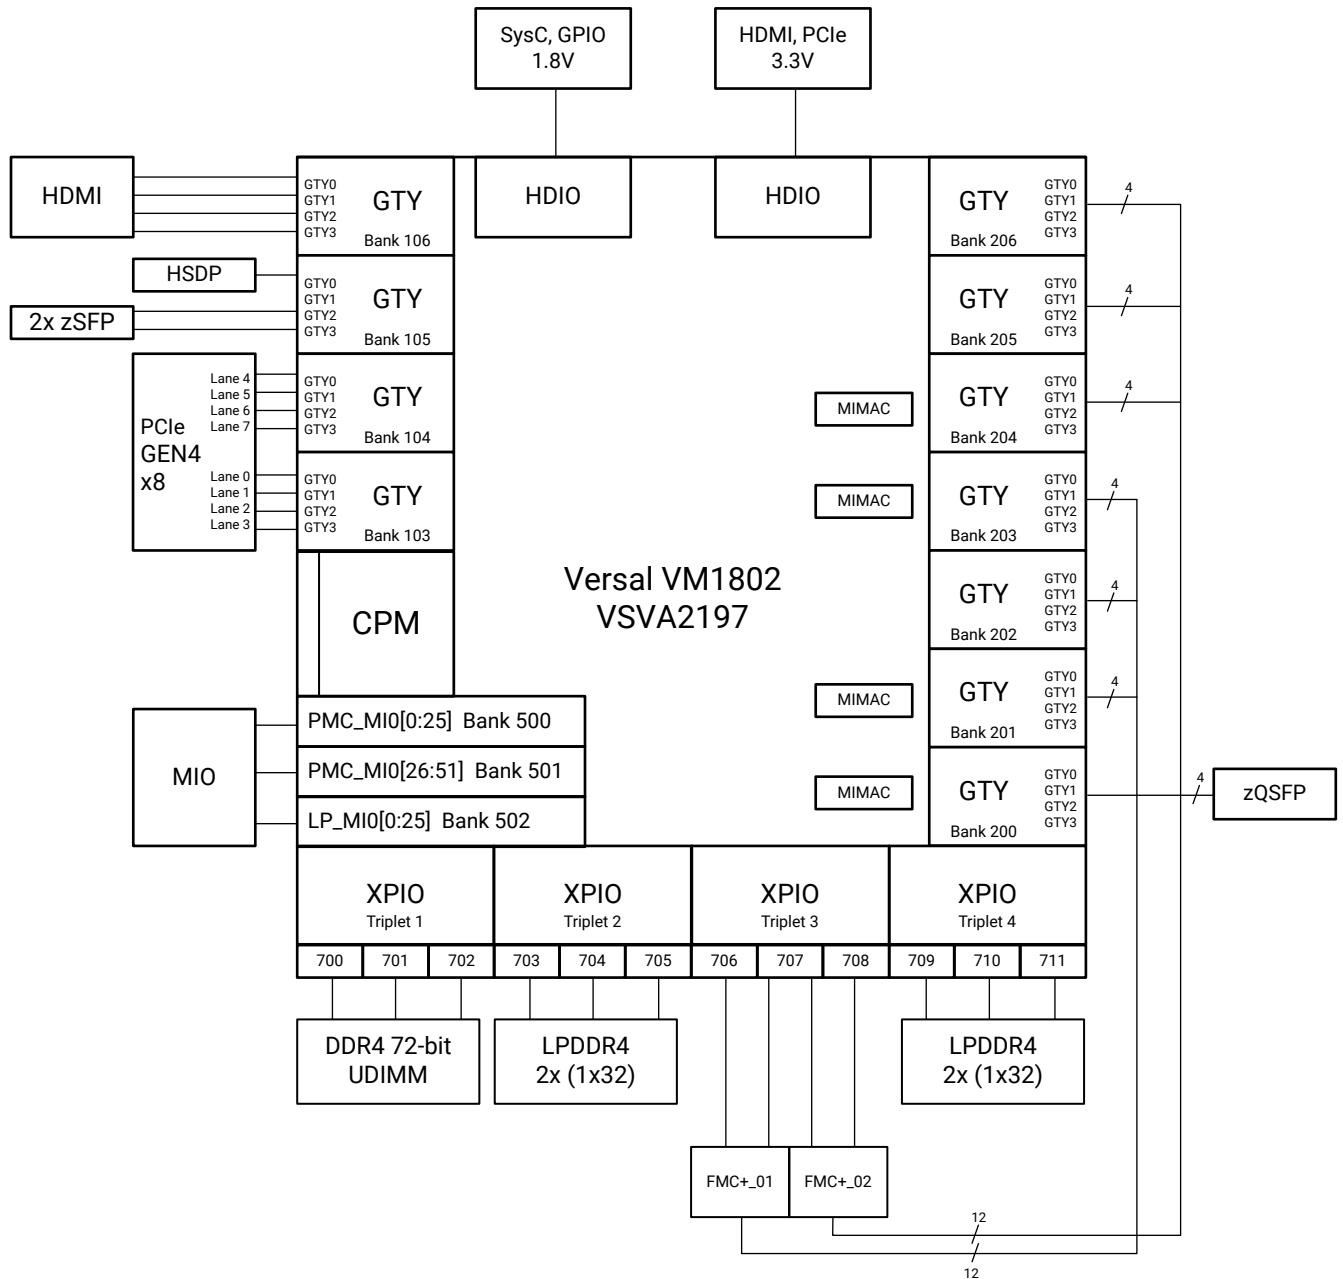 SysC, GPIO
1.8V
HDMI, PCIe
3.3V
HDMI
GTY0
GTY1
GTY2
GTY3
GTY
Bank 106
HDIO
HDIO
GTY
Bank 206
GTY0
GTY1
GTY2
GTY3
4
HSDP
2x zSFP
GTY0
GTY1
GTY2
GTY3
GTY
Bank 105
GTY
Bank 205
GTY0
GTY1
GTY2
GTY3
4
PCIe
GEN4
x8
Lane 4
Lane 5
Lane 6
Lane 7
GTY0
GTY1
GTY2
GTY3
GTY
Bank 104
MIMAC
GTY
Bank 204
GTY0
GTY1
GTY2
GTY3
4
Lane 0
Lane 1
Lane 2
Lane 3
GTY0
GTY1
GTY2
GTY3
GTY
Bank 103
MIMAC
GTY
Bank 203
GTY0
GTY1
GTY2
GTY3
4
CPM
Versal VM1802
VSVA2197
GTY
Bank 202
GTY0
GTY1
GTY2
GTY3
4
MIMAC
GTY
Bank 201
GTY0
GTY1
GTY2
GTY3
4
MIO
PMC_MI0[0:25] Bank 500
PMC_MI0[26:51] Bank 501
LP_MI0[0:25] Bank 502
MIMAC
GTY
Bank 200
GTY0
GTY1
GTY2
GTY3
4
zQSFP
XPIO
Triplet 1
XPIO
Triplet 2
XPIO
Triplet 3
XPIO
Triplet 4
700 701 702 703 704 705 706 707 708 709 710 711
DDR4 72-bit
UDIMM
LPDDR4
2x (1x32)
LPDDR4
2x (1x32)
FMC+_01
FMC+_02
12
12